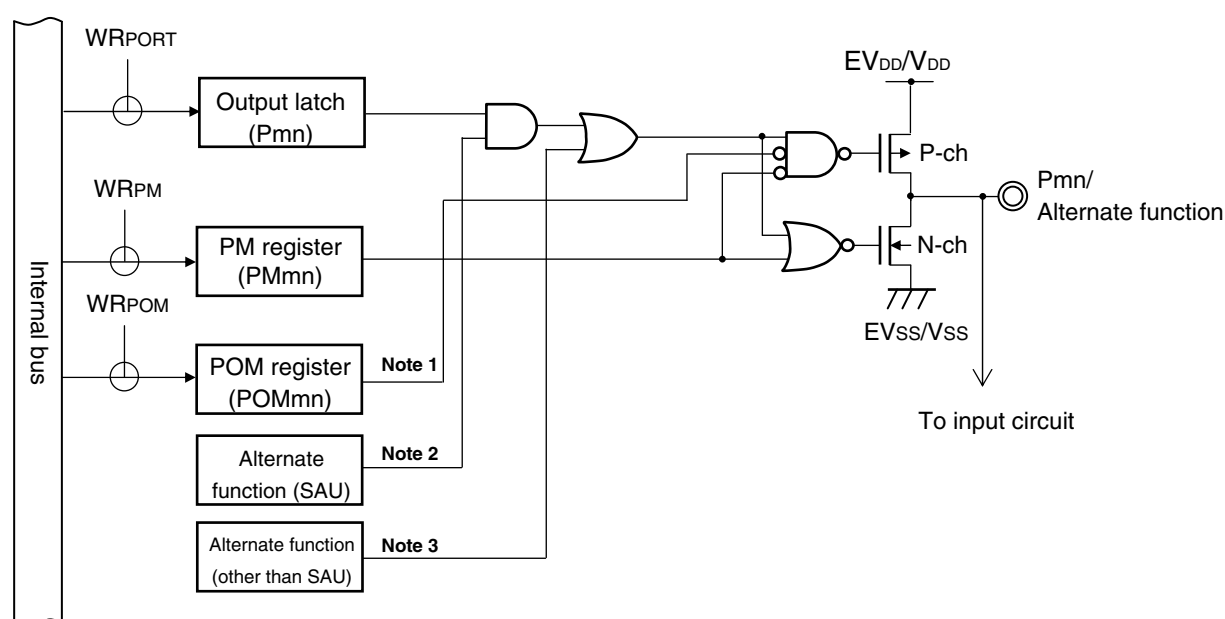 WRPORT
Output latch
(Pmn)
EVDD/VDD
P-ch
Pmn/
Alternate function
WRPM
PM register
(PMmn)
N-ch
EVSS/VSS
Internal bus
WRPOM
POM register
(POMmn)
Note 1
To input circuit
Alternate
function (SAU)
Note 2
Alternate function
(other than SAU)
Note 3